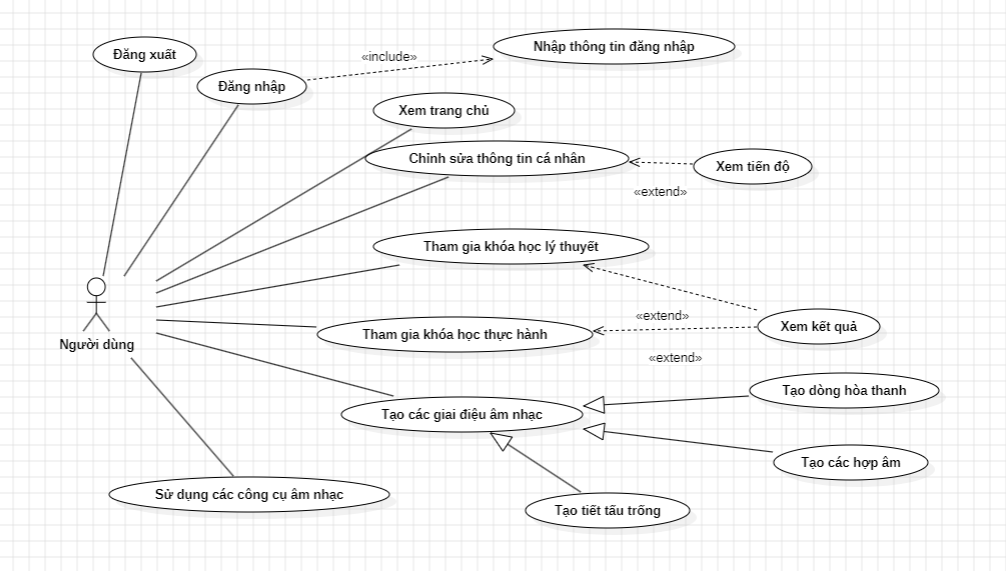 Đăng xuất
Nhập thông tin đăng nhập
«include»
Đăng nhập
Xem trang chủ
Chỉnh sửa thông tin cá nhân
Xem tiến độ
«extend»
Tham gia khóa học lý thuyết
«extend»
Xem kết quả
Tham gia khóa học thực hành
Người dùng
«extend»
Tạo dòng hòa thanh
Tạo các giai điệu âm nhạc
Tạo các hợp âm
Sử dụng các công cụ âm nhạc
Tạo tiết tấu trống